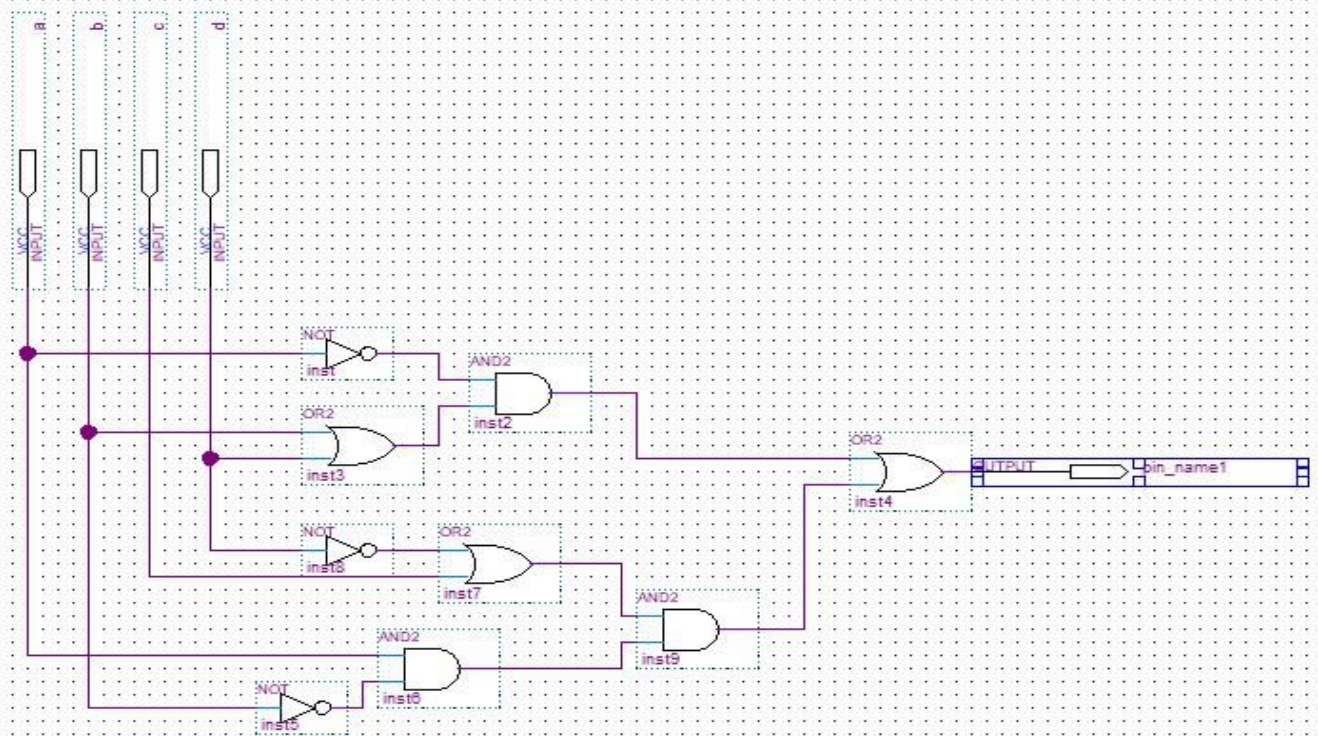 a
b
c
d
VCC
INPUT
VCC
INPUT
VCC
INPUT
VCC
INPUT
NOT
inst
AND2
inst2
OR2
inst3
OR2
inst4
OUTPUT
pin_name1
NOT
inst8
OR2
inst7
AND2
inst9
AND2
inst6
NOT
inst5